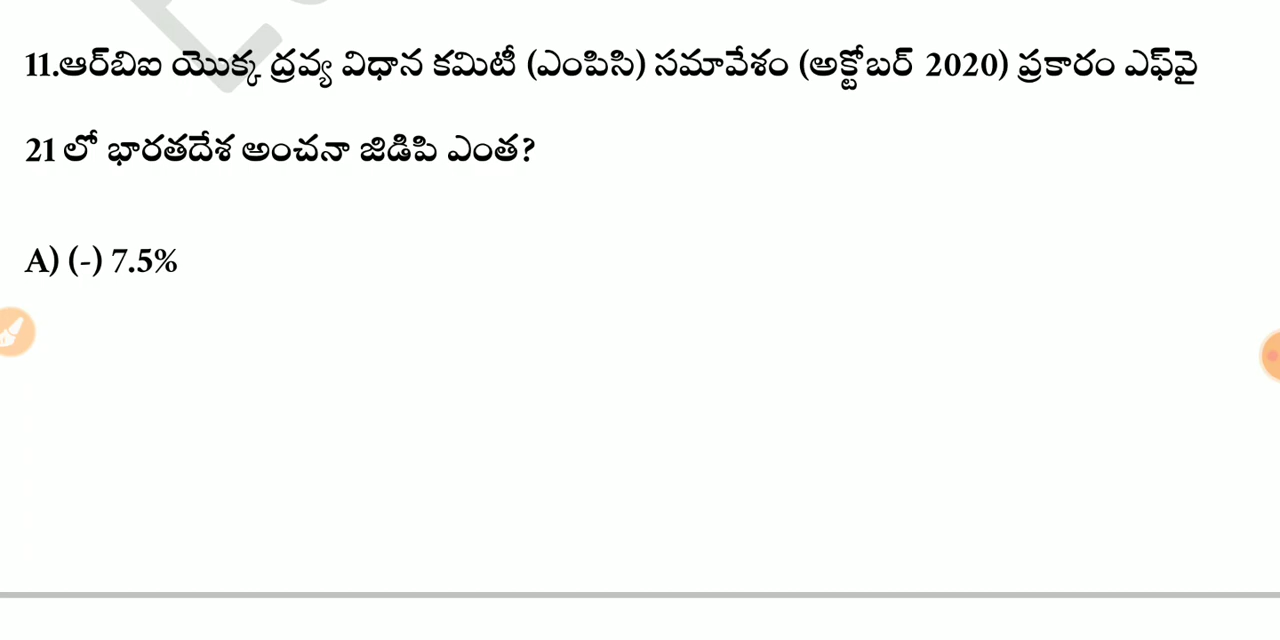 11.ఆర్‌బిఐ యొక్క ద్రవ్య విధాన కమిటీ (ఎంపిసి) సమావేశం (అక్టోబర్ 2020) ప్రకారం ఎఫ్‌వై
21 లో భారతదేశ అంచనా జిడిపి ఎంత?
A) (-) 7.5%